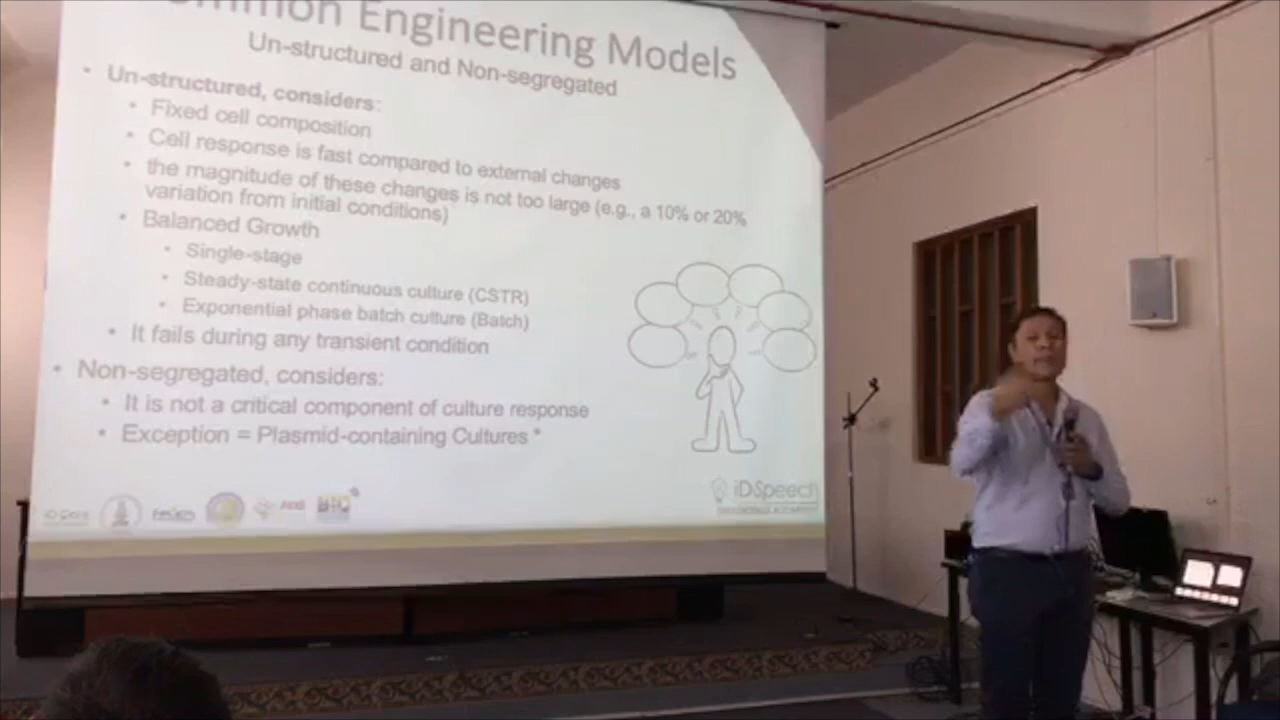 Common Engineering Models
Un-structured and Non-segregated
• Un-structured, considers:
• Fixed cell composition
• Cell response is fast compared to external changes
• the magnitude of these changes is not too large (e.g., a 10% or 20%
variation from initial conditions)
• Balanced Growth
• Single-stage
• Steady-state continuous culture (CSTR)
• Exponential phase batch culture (Batch)
• It fails during any transient condition
• Non-segregated, considers:
• It is not a critical component of culture response
• Exception = Plasmid-containing Cultures *
iDSpeech